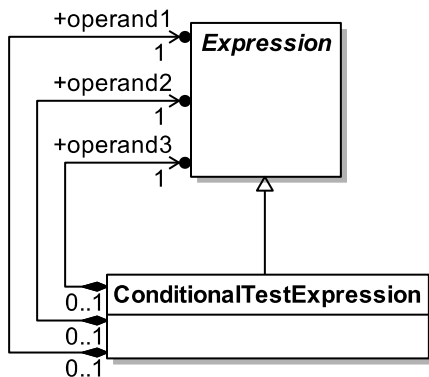 +operand1
1
Expression
+operand2
1
+operand3
1
ConditionalTestExpression
0..1
0..1
0..1